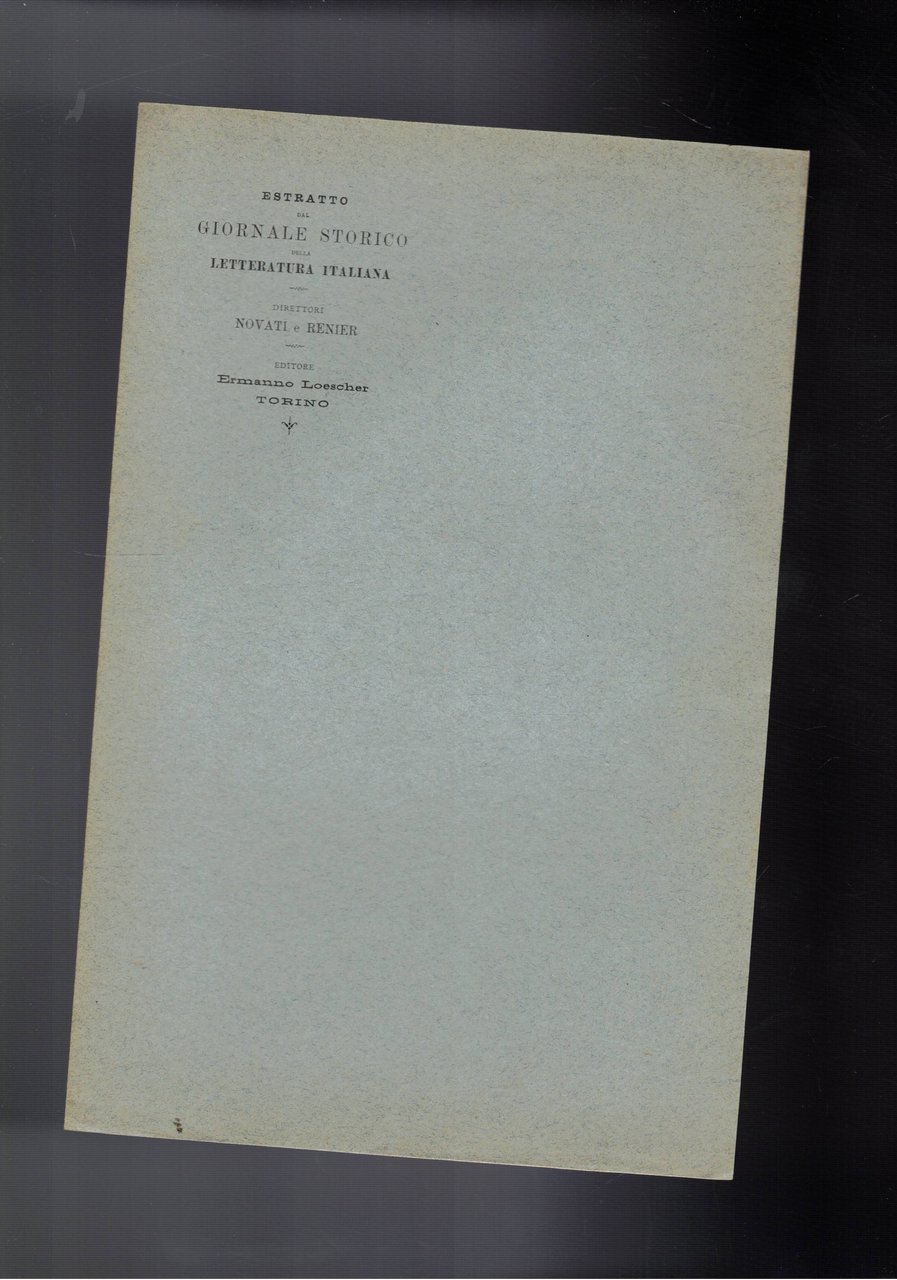 ESTRATTO
DAL
GIORNALE STORICO
DELLA
LETTERATURA ITALIANA
DIRETTORI
NOVATI e RENIER
EDITORE
Ermanno Loescher
TORINO